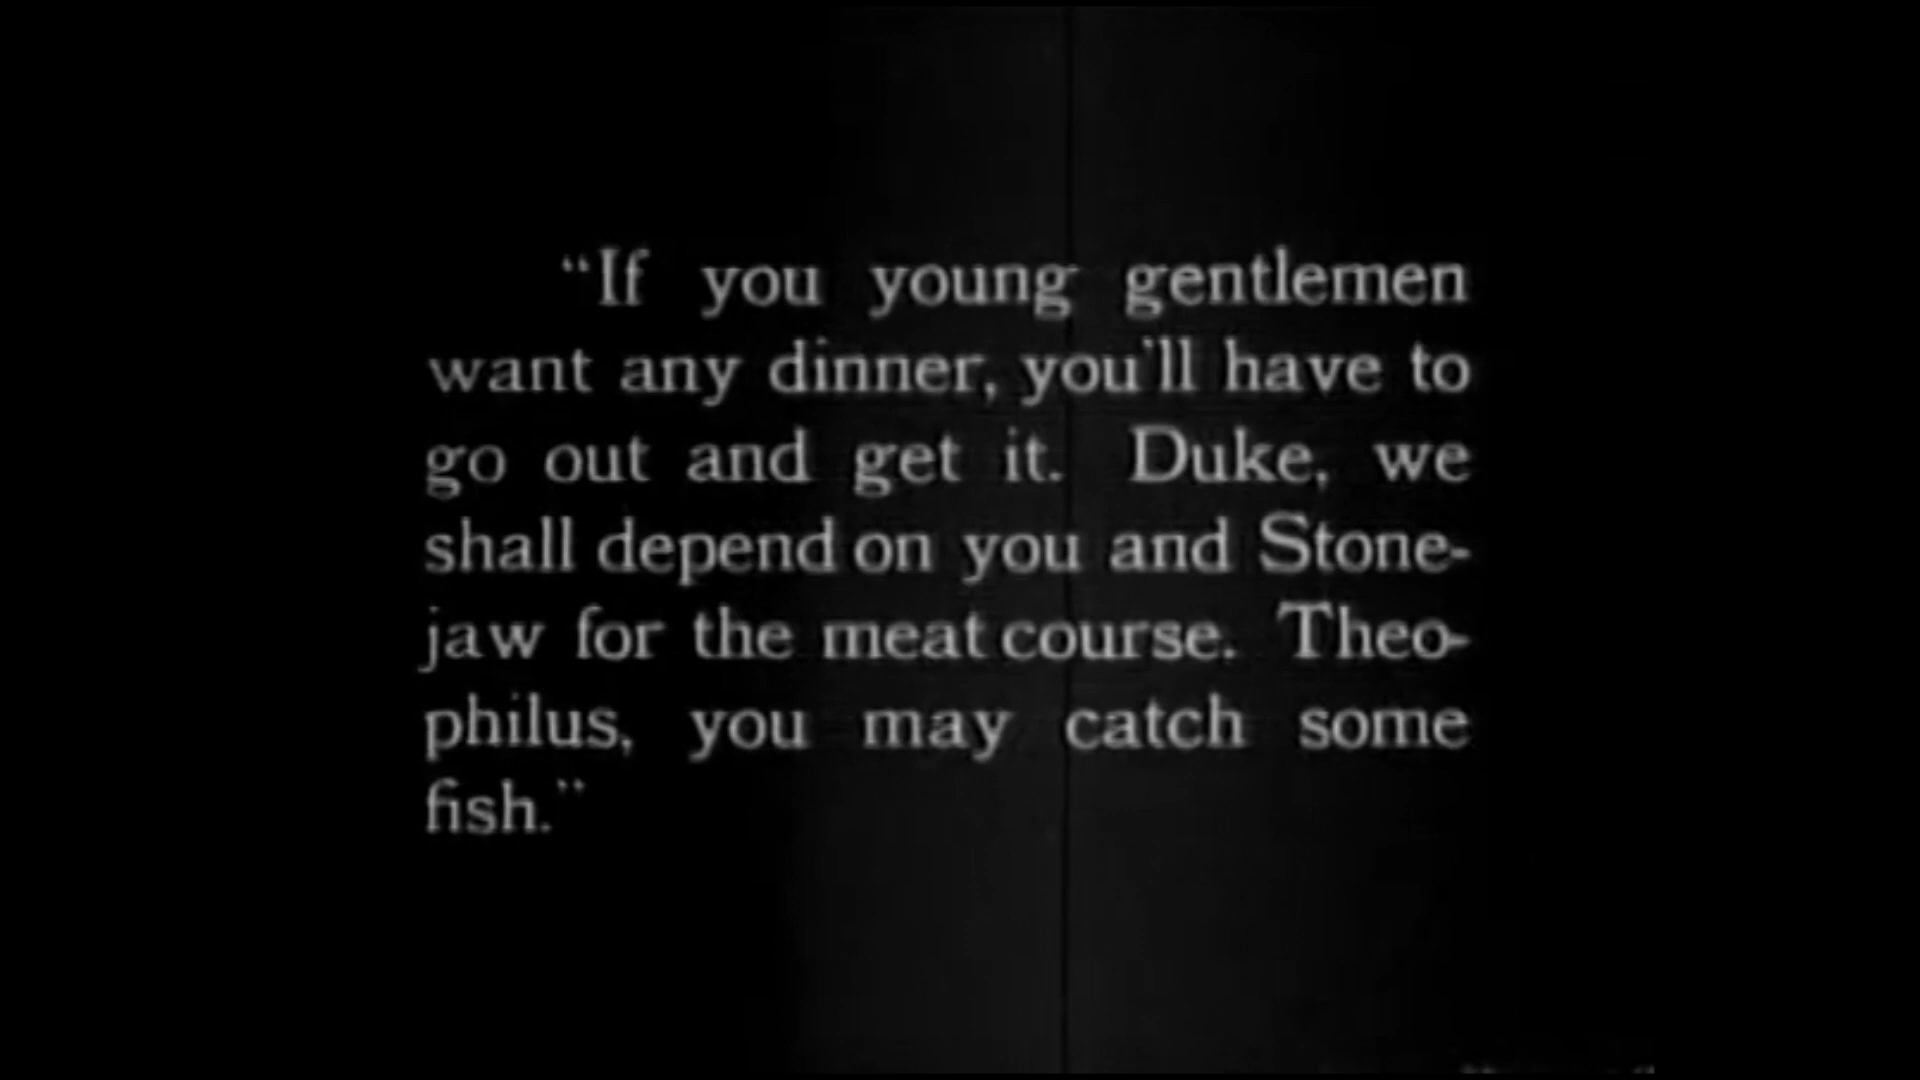 “If you young gentlemen
want any dinner, you'll have to
go out and get it. Duke, we
shall depend on you and Stone-
jaw for the meat course. Theo-
philus, you may catch some
fish.”